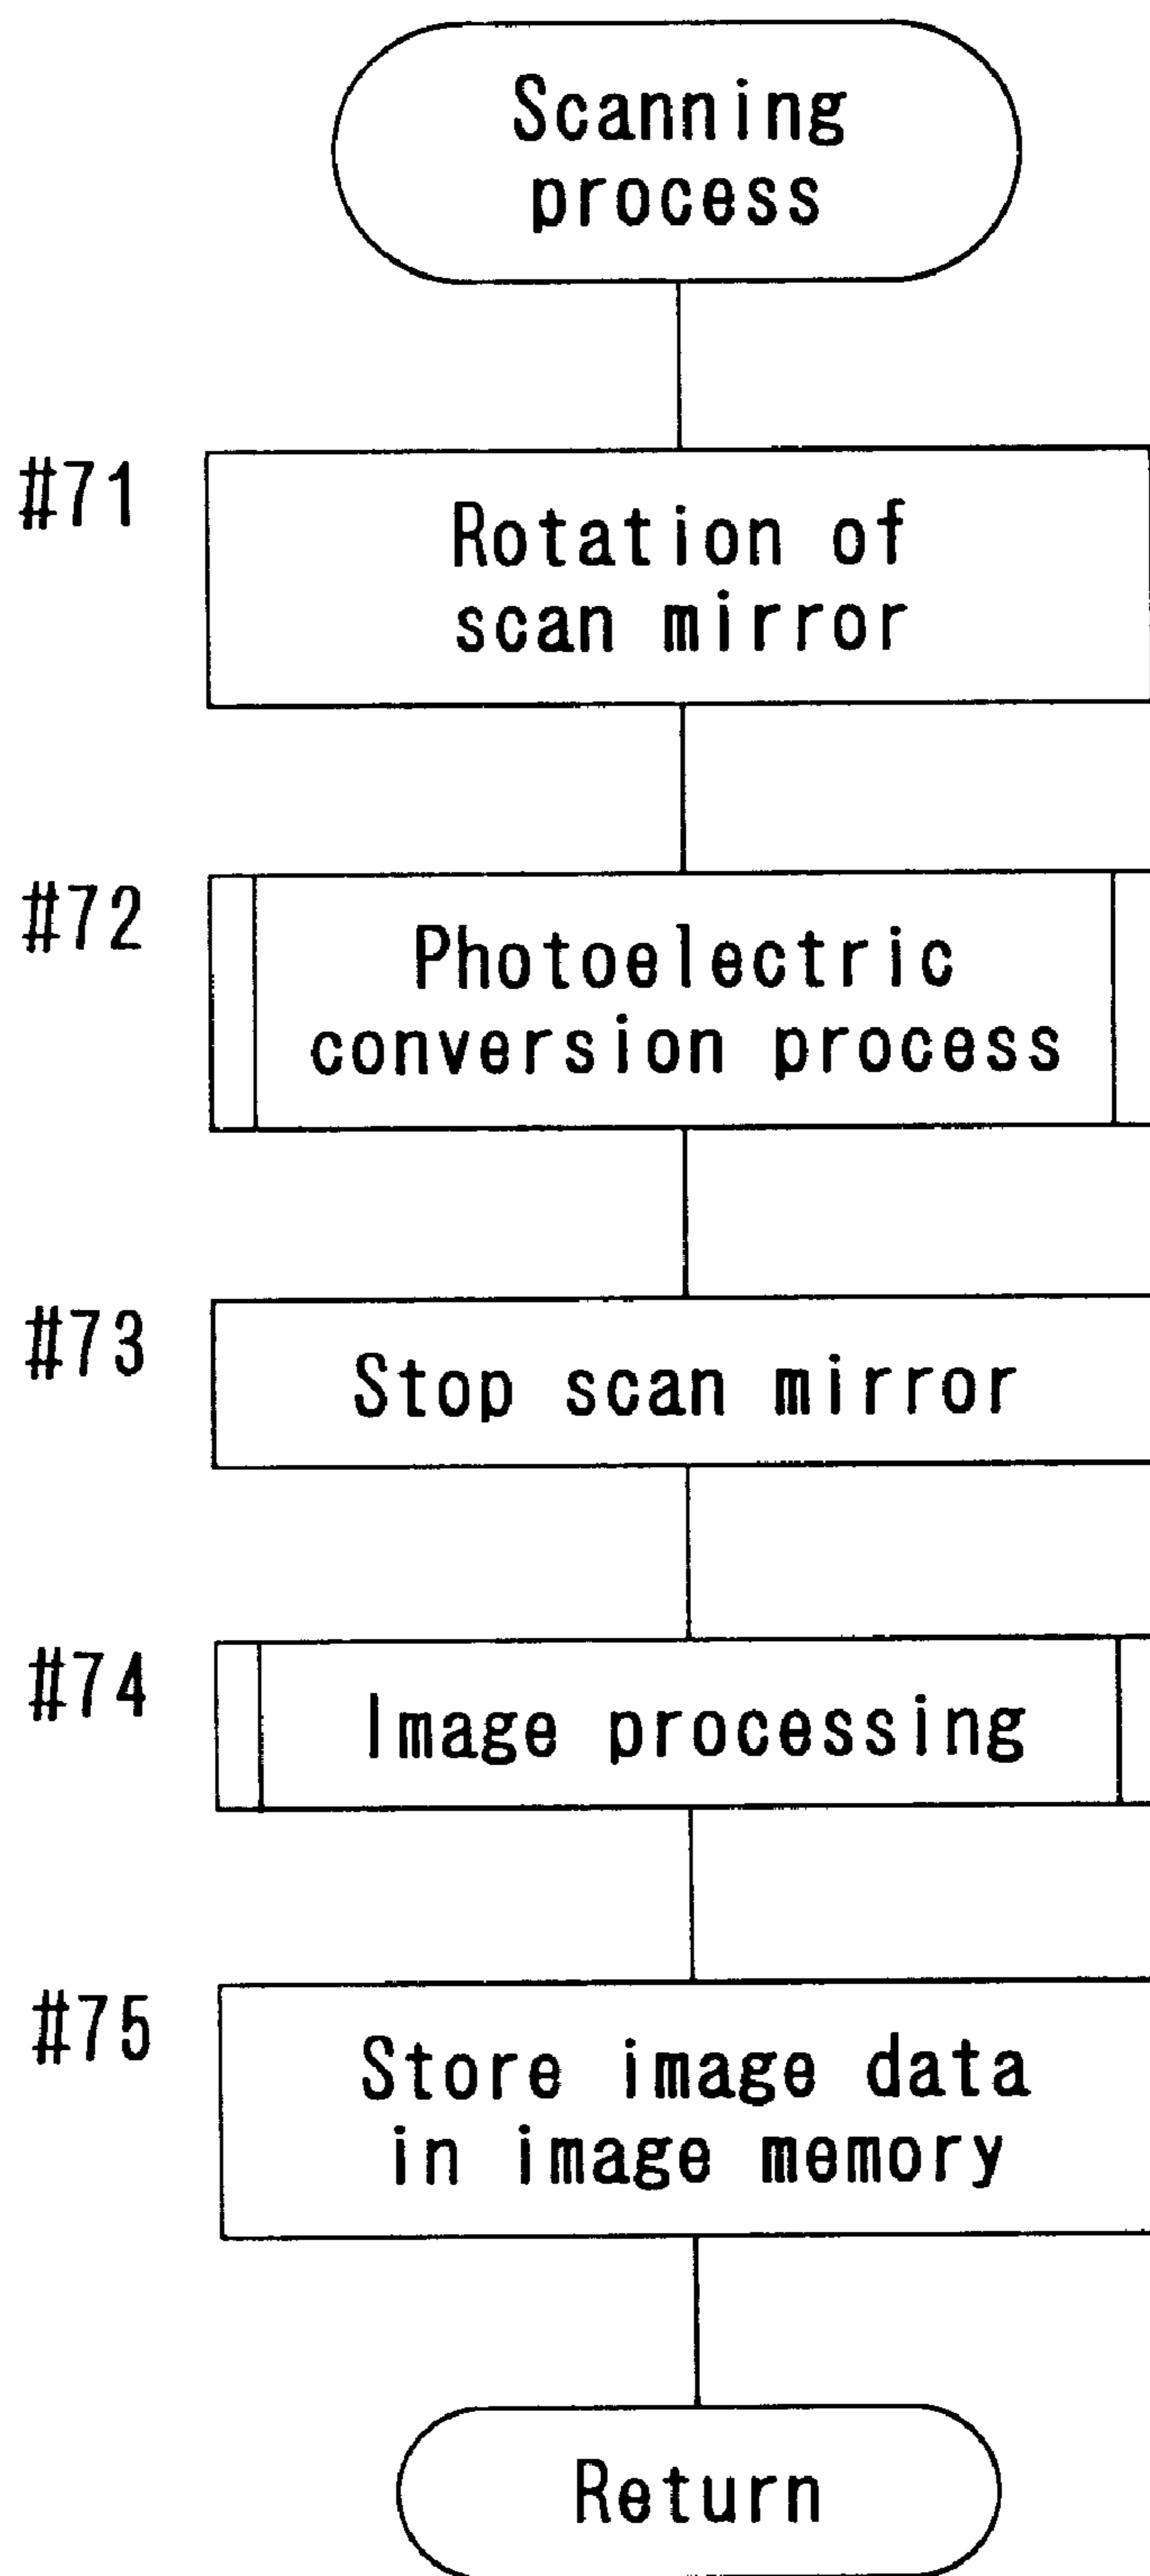 Scanning
process
#71
Rotation of
scan mirror
#72
Photoelectric
conversion process
#73
Stop scan mirror
#74
Image processing
#75
Store image data
in image memory
Return